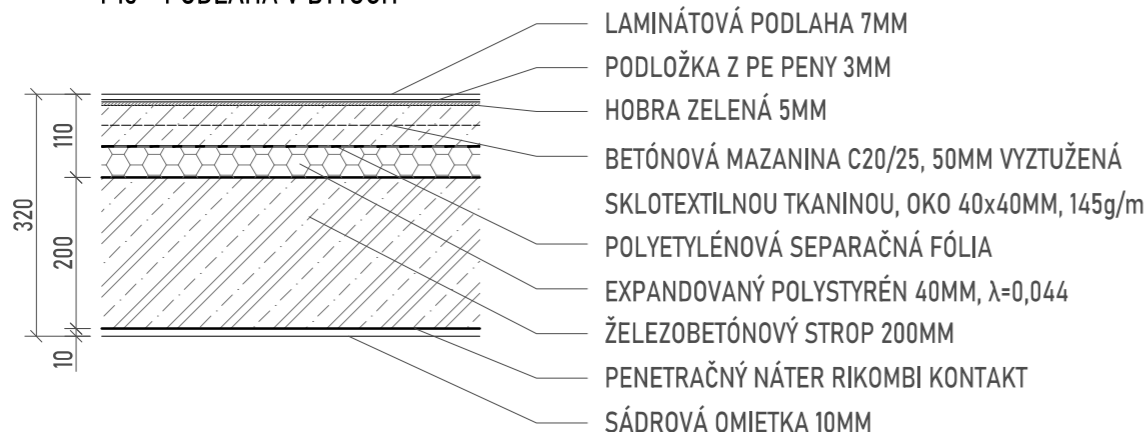 PODLAHA V BYTOCH
LAMINÁTOVÁ PODLAHA 7MM
PODLOŽKA Z PE PENY 3MM
HOBRA ZELENÁ 5MM
BETÓNOVÁ MAZANINA C20/25, 50MM VYZTUŽENÁ
SKLOTEXTILNOU TKANINOU, OKO 40x40MM, 145g/m
POLYETYLÉNOVÁ SEPARAČNÁ FÓLIA
EXPANDOVANÝ POLYSTYRÉN 40MM, λ=0,044
ŽELEZOBETÓNOVÝ STROP 200MM
PENETRAČNÝ NÁTER RIKOMBI KONTAKT
SÁDROVÁ OMIETKA 10MM
320
110
200
10